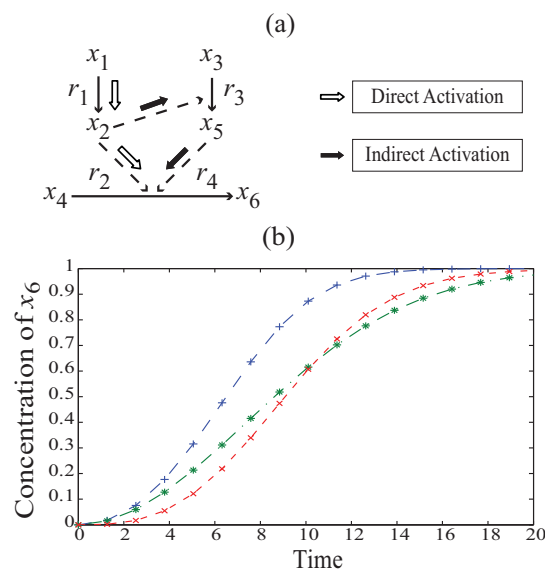 (a)
x1 x3
r1 r3
Direct Activation
x2 x5
Indirect Activation
r2 r4
x4 x6
(b)
Concentration of x6
1
0.9
0.8
0.7
0.6
0.5
0.4
0.3
0.2
0.1
0
0 2 4 6 8 10 12 14 16 18 20
Time